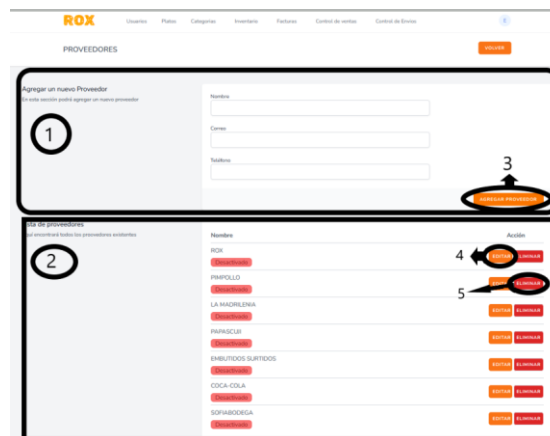 ROX Usuarios Platos Categorias Inventario Facturas Control de ventas Control de Envios E
PROVEEDORES VOLVER
Agregar un nuevo Proveedor
En esta sección podrá agregar un nuevo proveedor
1
Nombre
Correo
Teléfono
3
AGREGAR PROVEEDOR
sta de proveedores
quí encontrará todos los proveedores existentes
2
Nombre Acción
ROX
Desactivado
4 EDITAR ELIMINAR
PIMPOLLO
Desactivado
5 EDITAR ELIMINAR
LA MADRILENIA
Desactivado
EDITAR ELIMINAR
PAPASCUI
Desactivado
EDITAR ELIMINAR
EMBUTIDOS SURTIDOS
Desactivado
EDITAR ELIMINAR
COCA-COLA
Desactivado
EDITAR ELIMINAR
SOFIABODEGA
Desactivado
EDITAR ELIMINAR